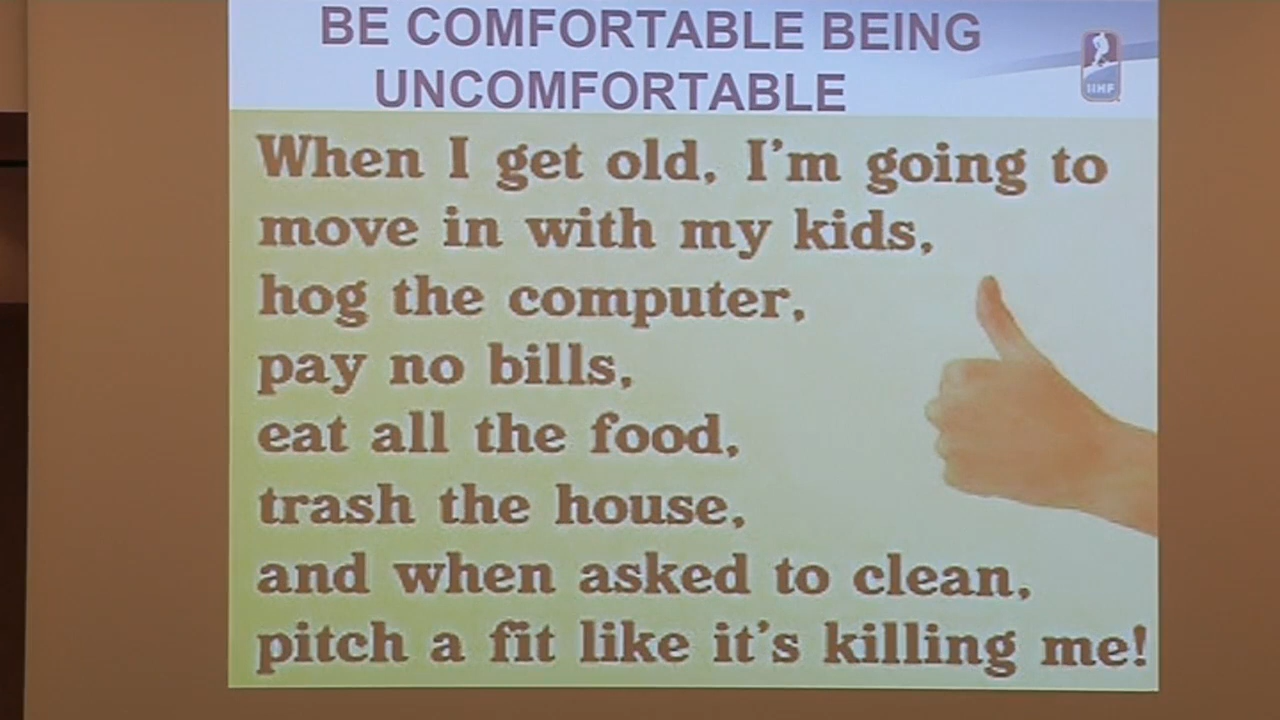 BE COMFORTABLE BEING
UNCOMFORTABLE
IIHF
When I get old, I'm going to
move in with my kids,
hog the computer,
pay no bills,
eat all the food,
trash the house,
and when asked to clean,
pitch a fit like it's killing me!